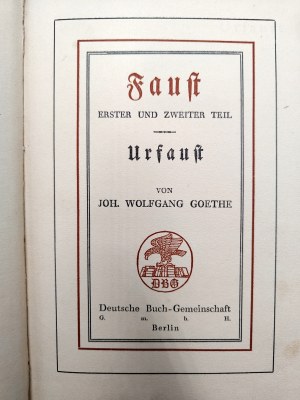 Faust
ERSTER UND ZWEITER TEIL
Urfaust
VON
JOH. WOLFGANG GOETHE
DBG
Deutsche Buch-Gemeinschaft
G. m. b. H.
Berlin